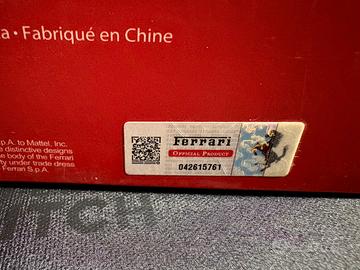 a • Fabriqué en Chine
p.A. to Mattel, Inc.
e distinctive designs
e body of the Ferrari
ty under trade dress
Ferrari S.p.A.
Ferrari
OFFICIAL PRODUCT
042615761